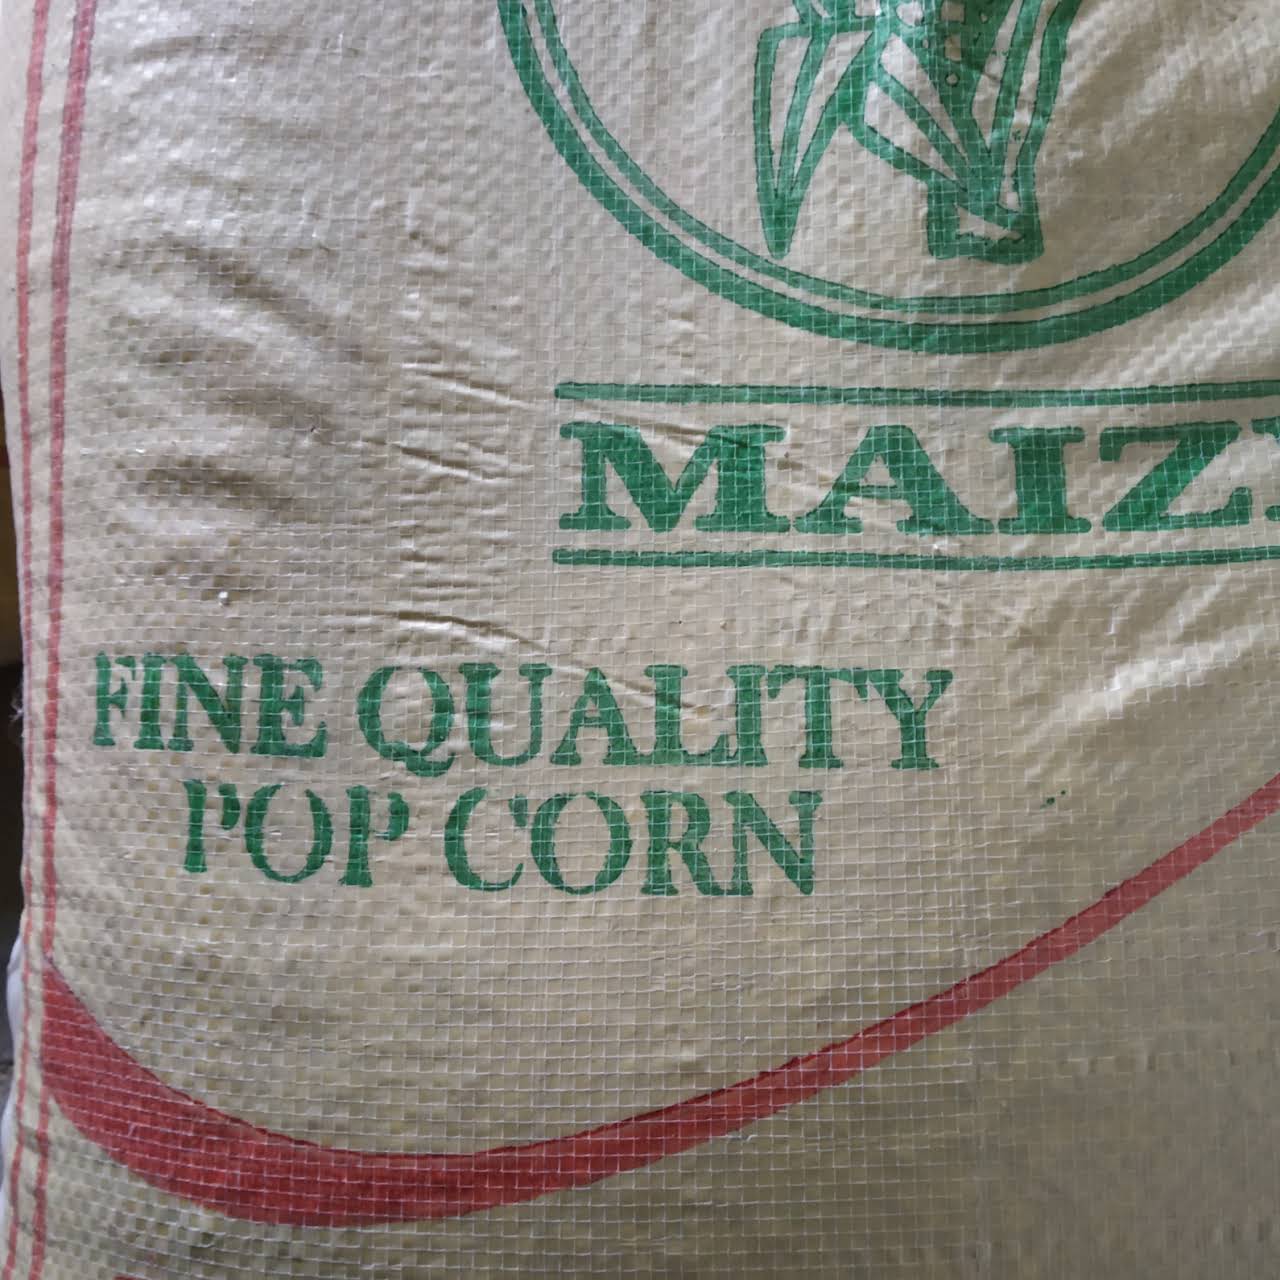 MAIZ
FINE QUALITY
POP CORN